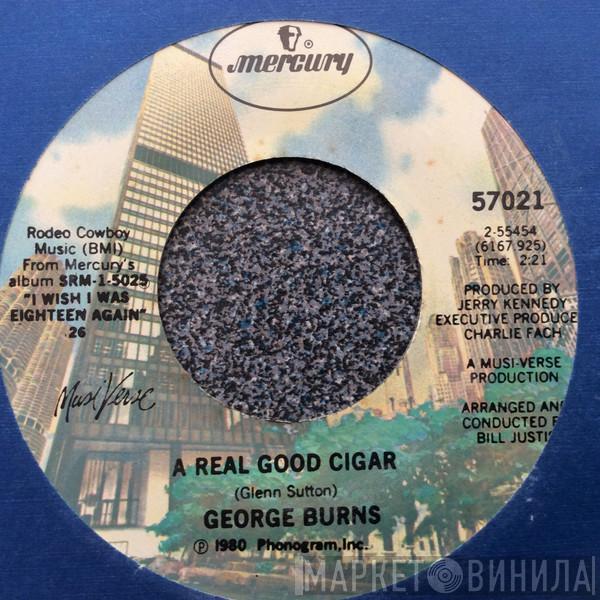 mercury
®
Rodeo Cowboy
Music (BMI)
From Mercury's
album SRM-1-5025
"I WISH I WAS
EIGHTEEN AGAIN"
26
57021
2-55454
(6167 925)
Time: 2:21
PRODUCED BY
JERRY KENNEDY
EXECUTIVE PRODUCE
CHARLIE FACH
A MUSI-VERSE
PRODUCTION
ARRANGED AN
CONDUCTED B
BILL JUSTI
Musi Verse
A REAL GOOD CIGAR
(Glenn Sutton)
GEORGE BURNS
℗ 1980 Phonogram, Inc.
МАРКЕТ ВИНИЛА